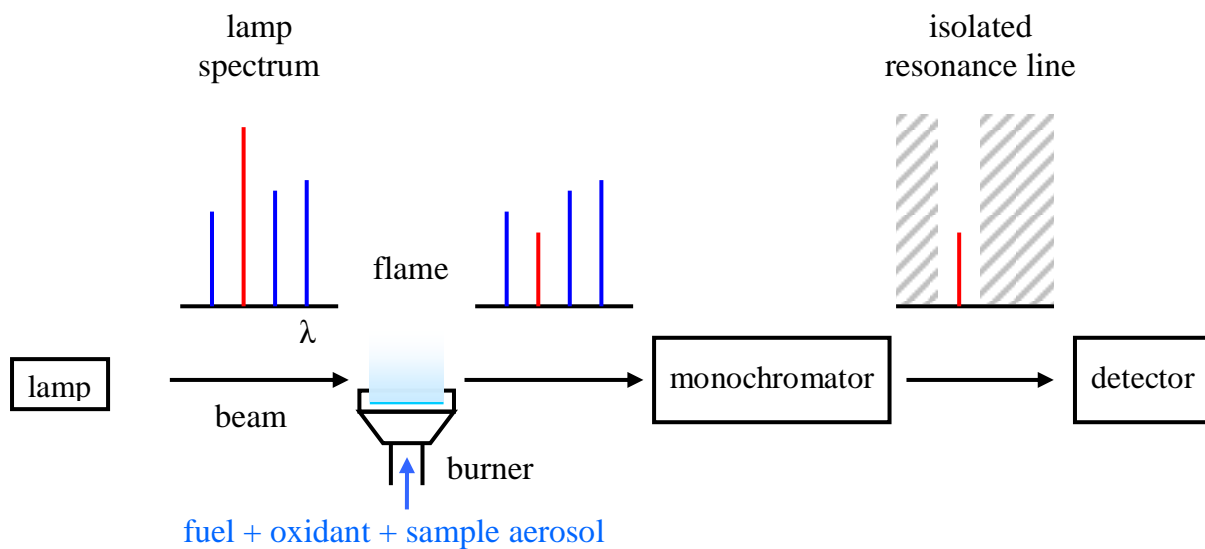 lamp
spectrum
isolated
resonance line
flame
λ
lamp
monochromator
detector
beam
burner
fuel + oxidant + sample aerosol